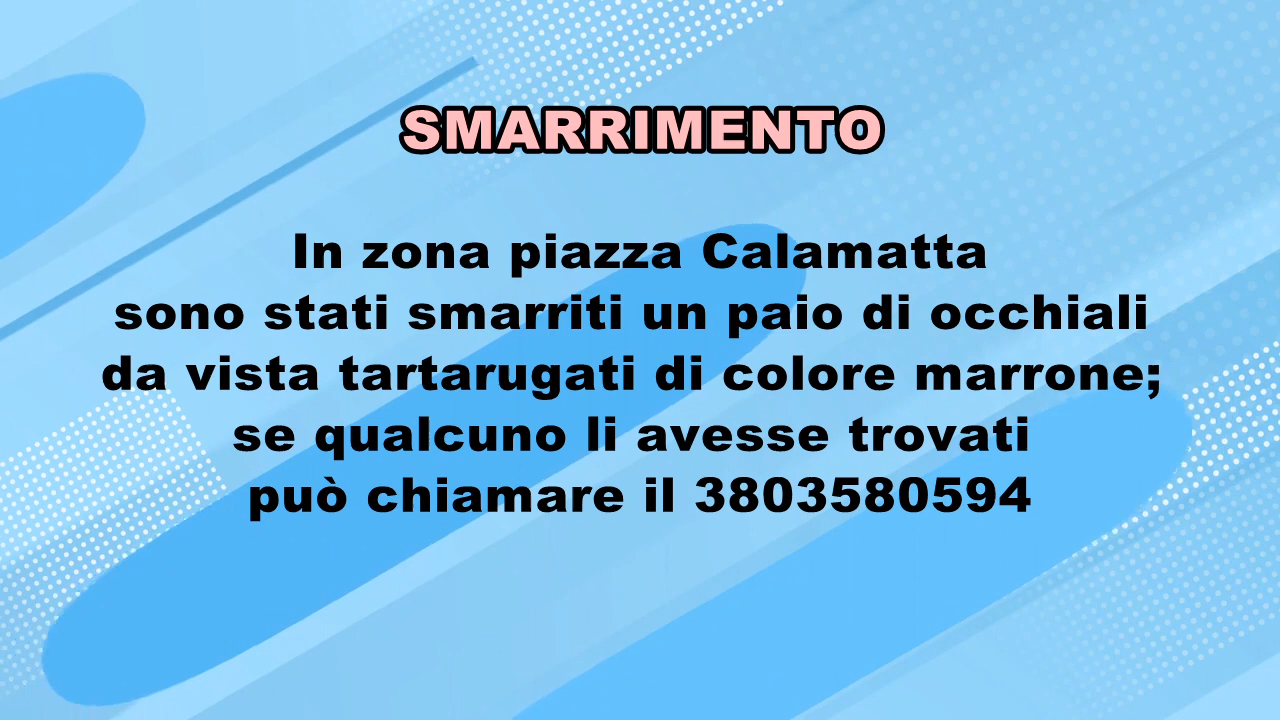 SMARRIMENTO
In zona piazza Calamatta
sono stati smarriti un paio di occhiali
da vista tartarugati di colore marrone;
se qualcuno li avesse trovati
può chiamare il 3803580594